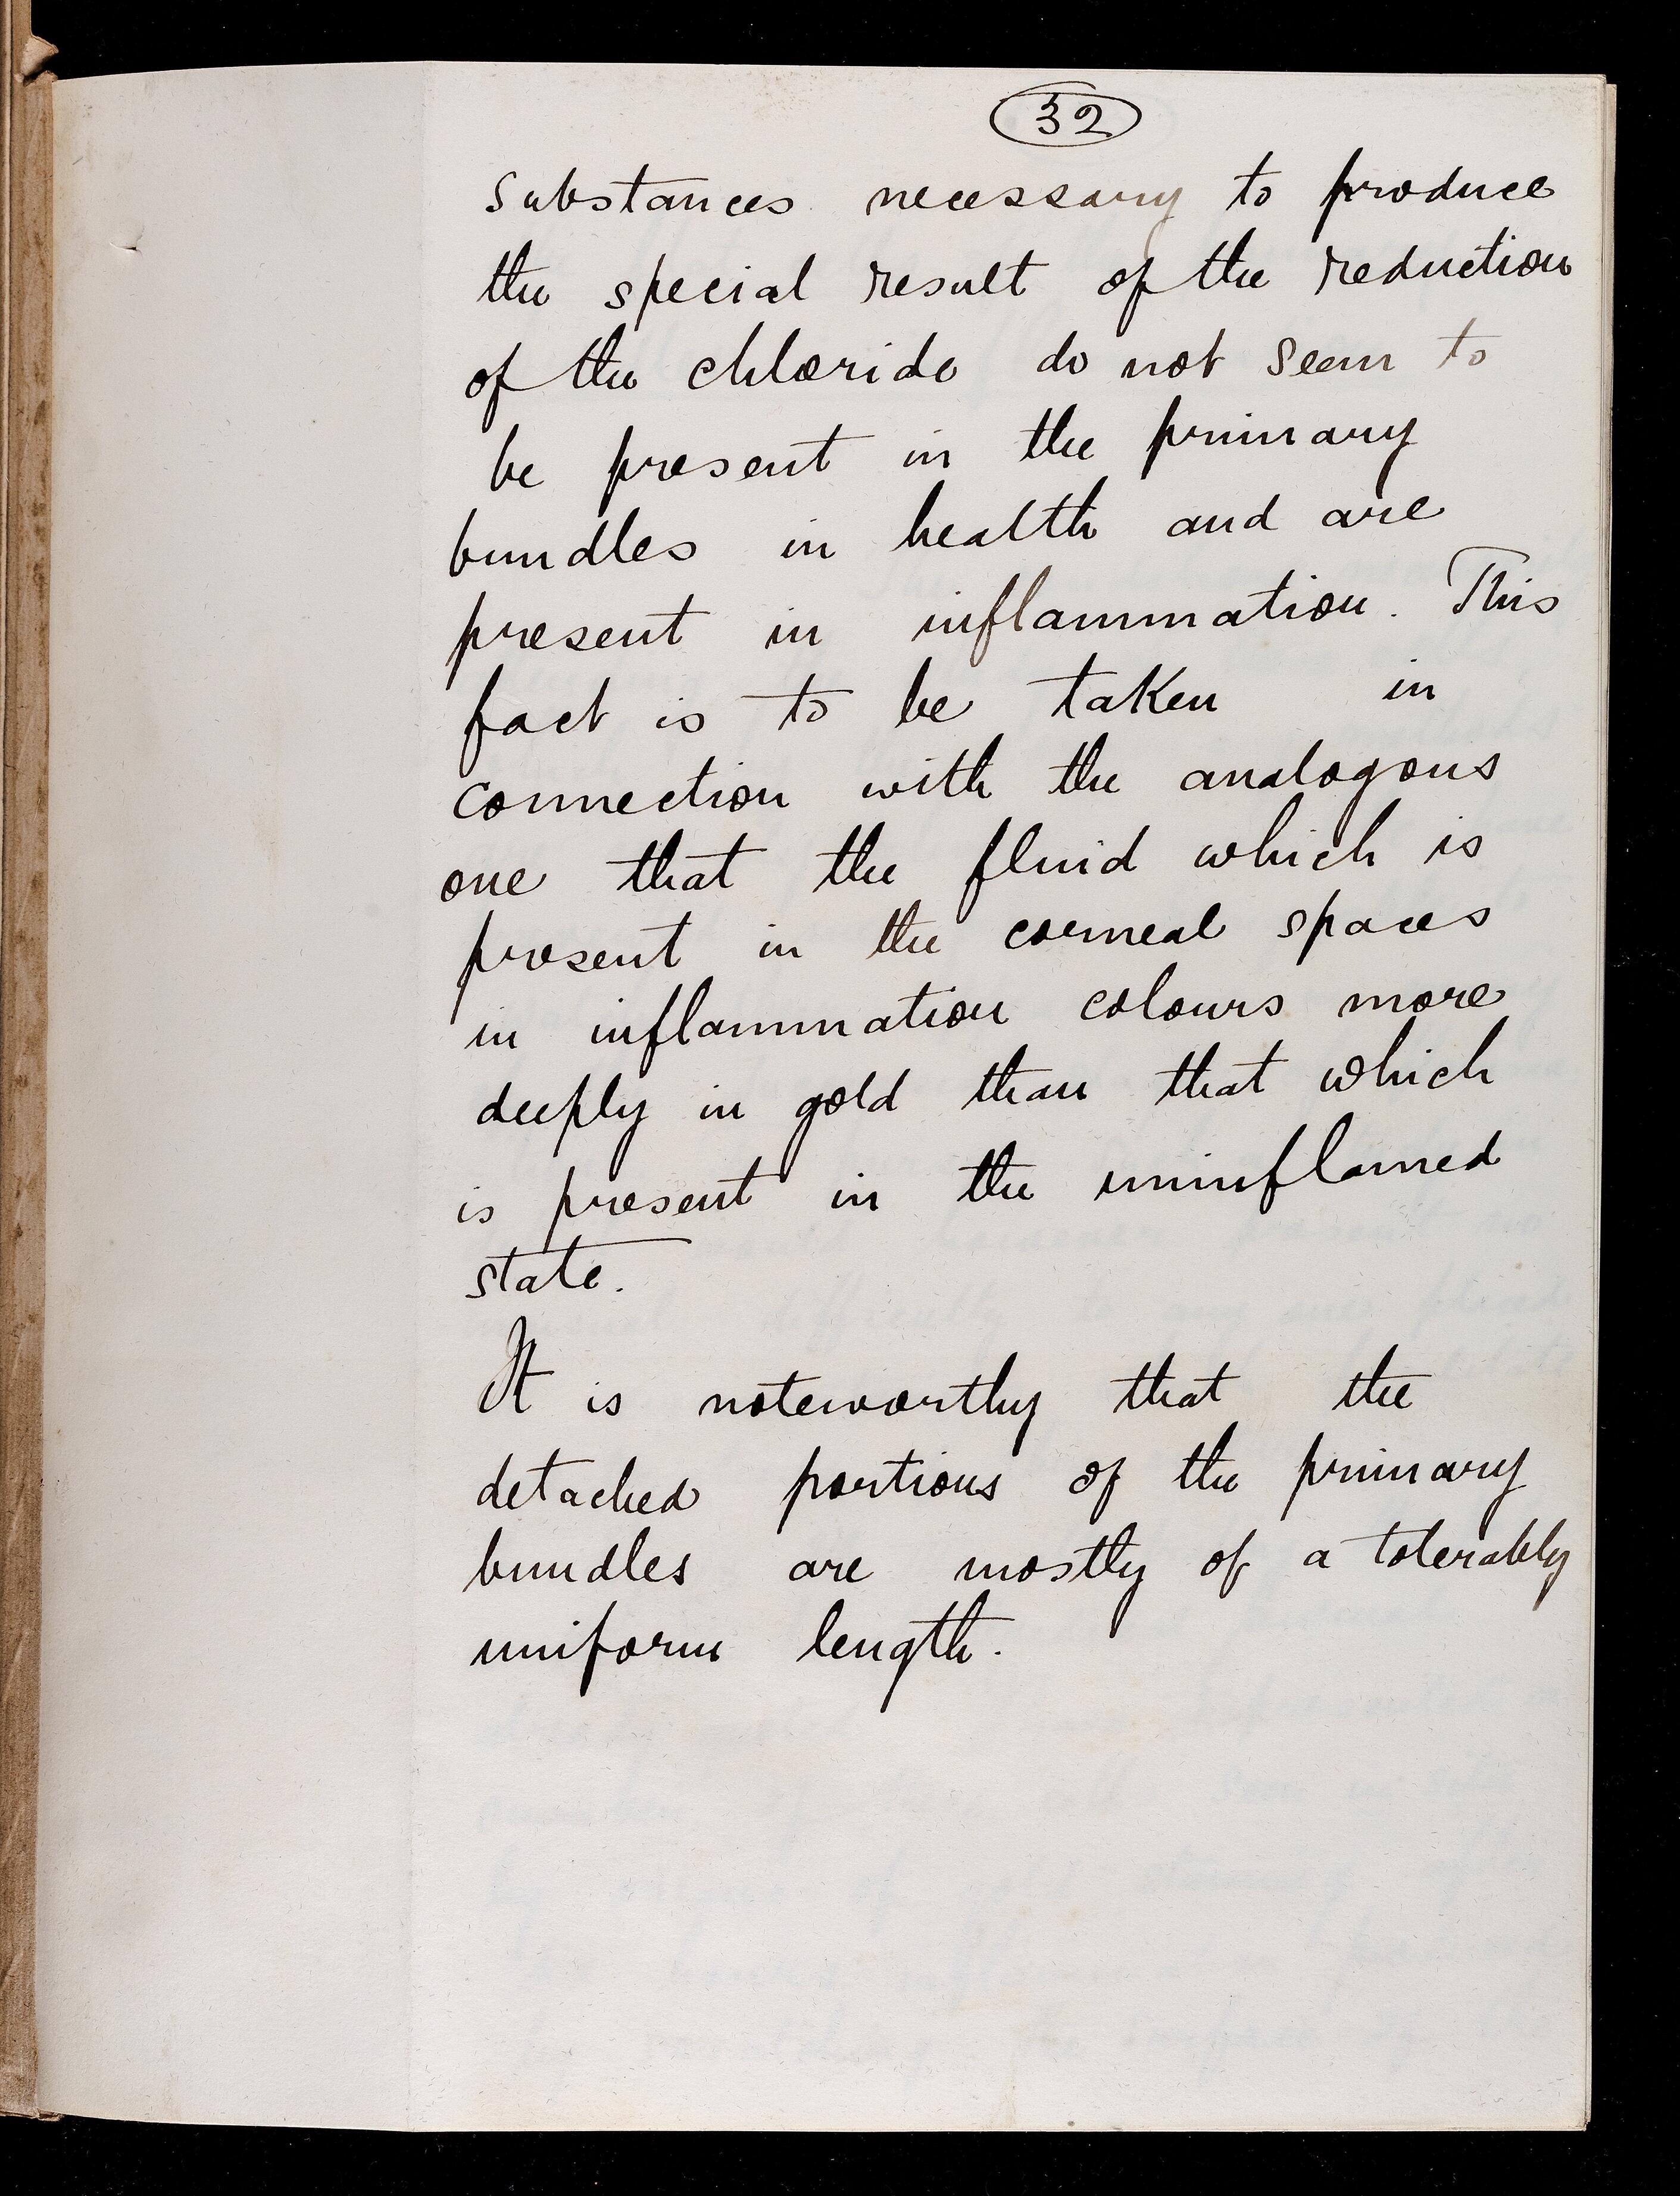 32
substances necessary to produce
the special result of the reduction
of the chloride do not seem to
be present in the primary
bundles in health and are
present in inflammation. This
fact is to be taken in
connection with the analogous
one that the fluid which is
present in the corneal spaces
in inflammation colours more
deeply in gold than that which
is present in the uninflamed
state.
It is noteworthy that the
detached portions of the primary
bundles are mostly of a tolerably
uniform length.